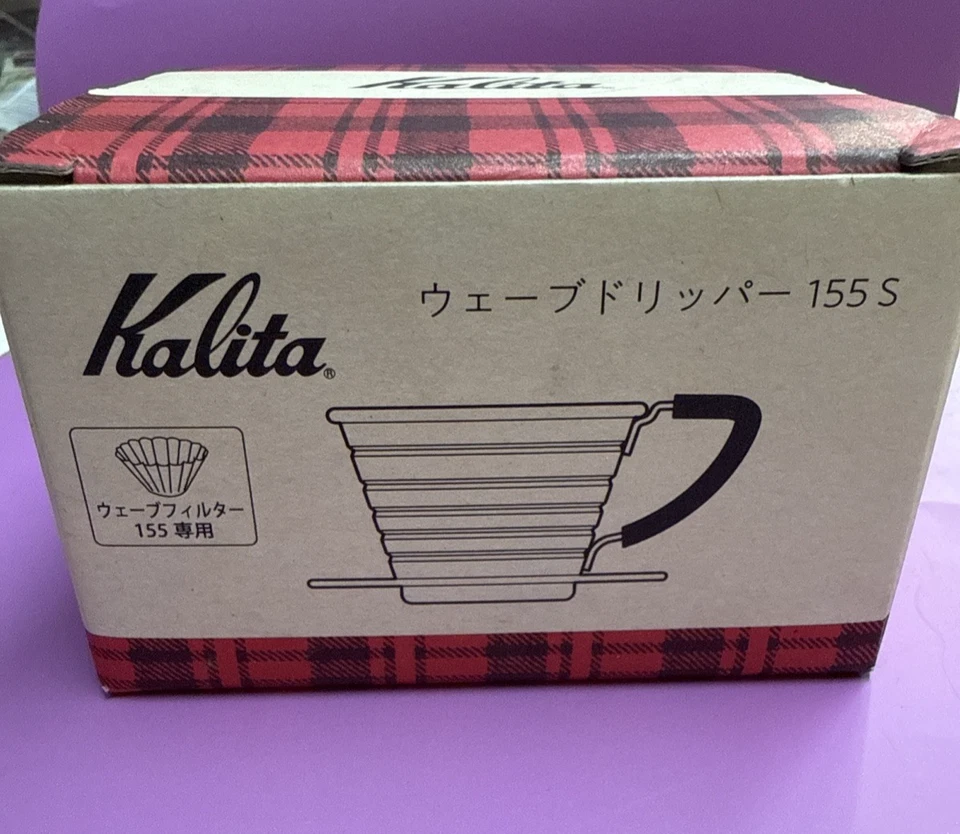 Kalita
Kalita®
ウェーブドリッパー 155 S
ウェーブフィルター
155 専用